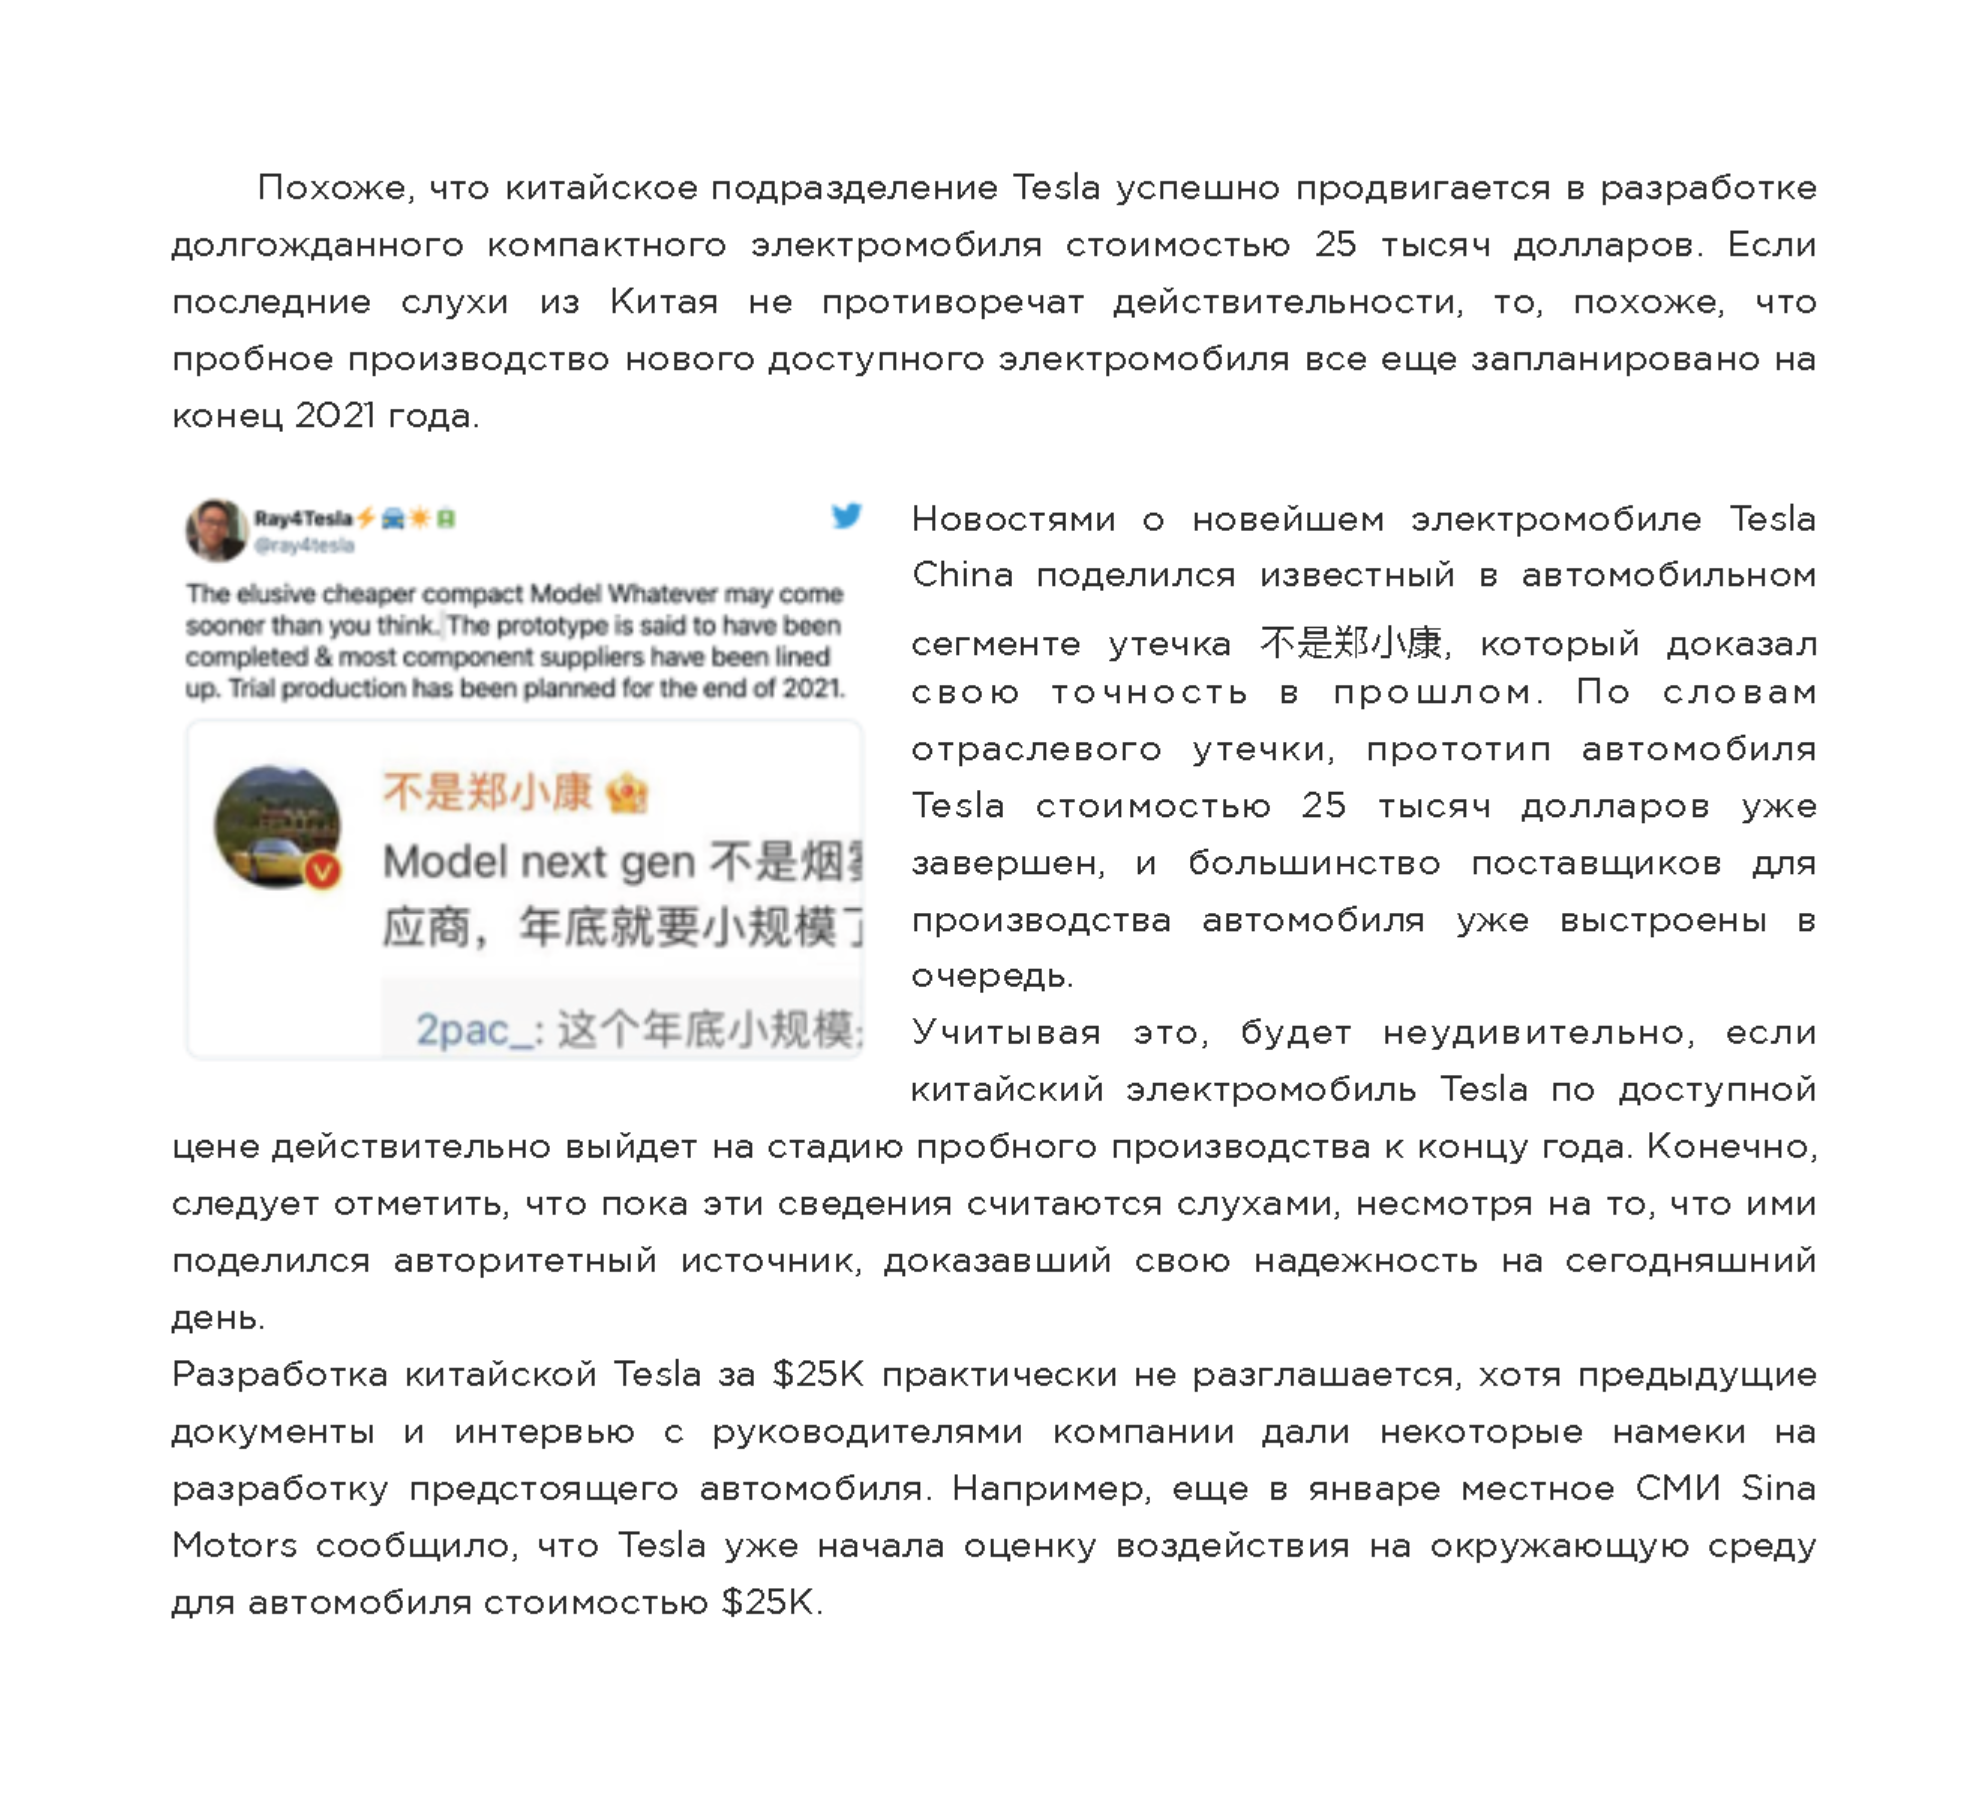 Похоже, что китайское подразделение Tesla успешно продвигается в разработке
долгожданного компактного электромобиля стоимостью 25 тысяч долларов. Если
последние слухи из Китая не противоречат действительности, то, похоже, что
пробное производство нового доступного электромобиля все еще запланировано на
конец 2021 года.
Ray4Tesla
@ray4tesla
The elusive cheaper compact Model Whatever may come
sooner than you think. The prototype is said to have been
completed & most component suppliers have been lined
up. Trial production has been planned for the end of 2021.
不是郑小康
Model next gen 不是烟
应商，年底就要小规模了
2pac_: 这个年底小规模
Новостями о новейшем электромобиле Tesla
China поделился известный в автомобильном
сегменте утечка 不是郑小康, который доказал
свою точность в прошлом. По словам
отраслевого утечки, прототип автомобиля
Tesla стоимостью 25 тысяч долларов уже
завершен, и большинство поставщиков для
производства автомобиля уже выстроены в
очередь.
Учитывая это, будет неудивительно, если
китайский электромобиль Tesla по доступной
цене действительно выйдет на стадию пробного производства к концу года. Конечно,
следует отметить, что пока эти сведения считаются слухами, несмотря на то, что ими
поделился авторитетный источник, доказавший свою надежность на сегодняшний
день.
Разработка китайской Tesla за $25K практически не разглашается, хотя предыдущие
документы и интервью с руководителями компании дали некоторые намеки на
разработку предстоящего автомобиля. Например, еще в январе местное СМИ Sina
Motors сообщило, что Tesla уже начала оценку воздействия на окружающую среду
для автомобиля стоимостью $25K.